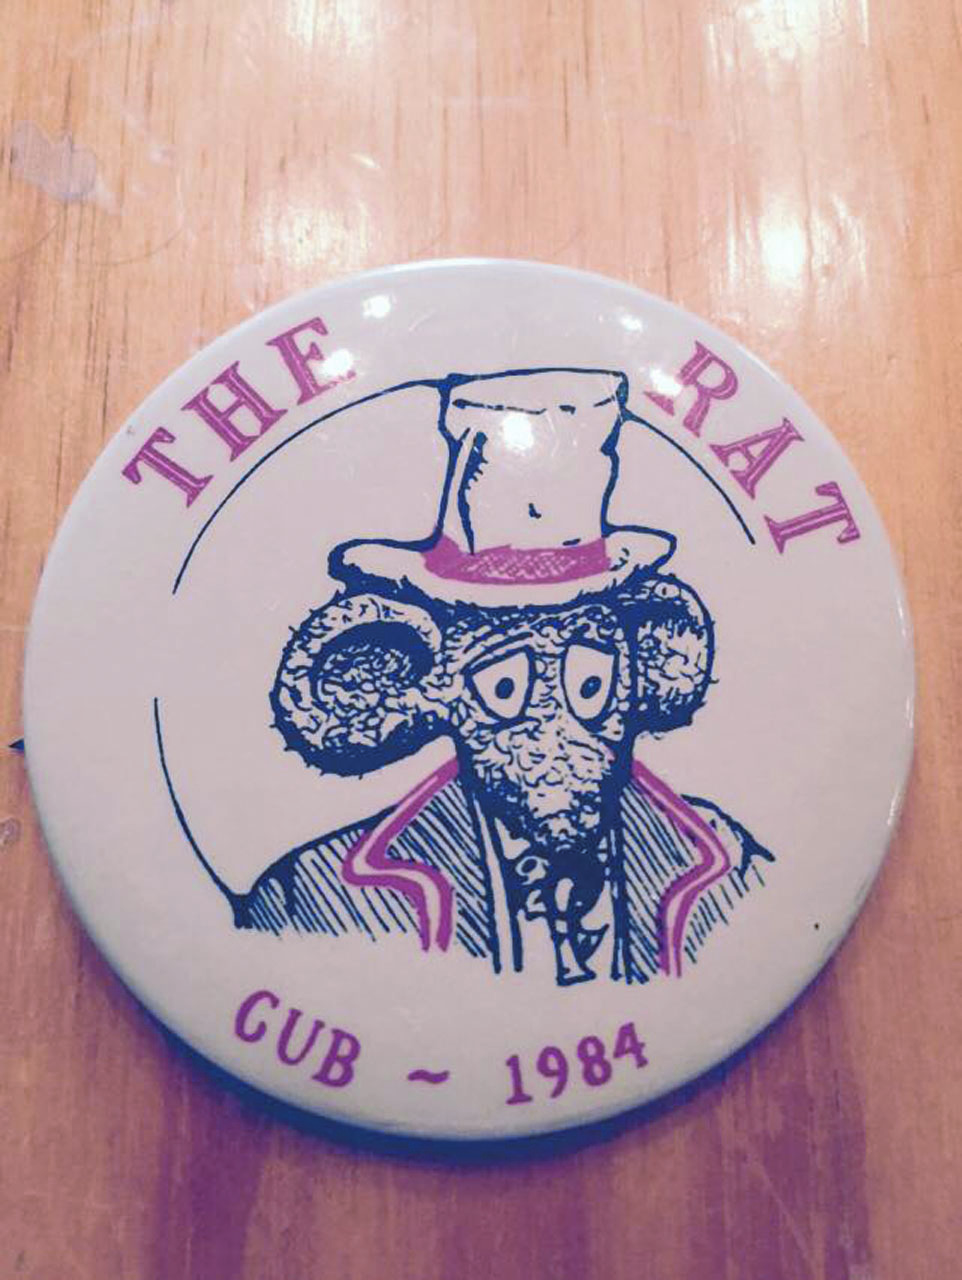 THE RAT
CUB ~ 1984